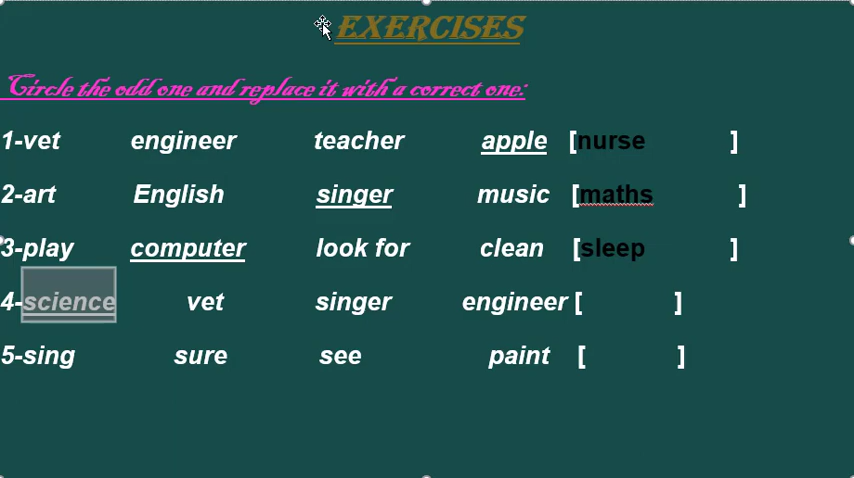 EXERCISES
Circle the odd one and replace it with a correct one:
1-vet engineer teacher apple [nurse ]
2-art English singer music [maths ]
3-play computer look for clean [sleep ]
4-science vet singer engineer [ ]
5-sing sure see paint [ ]